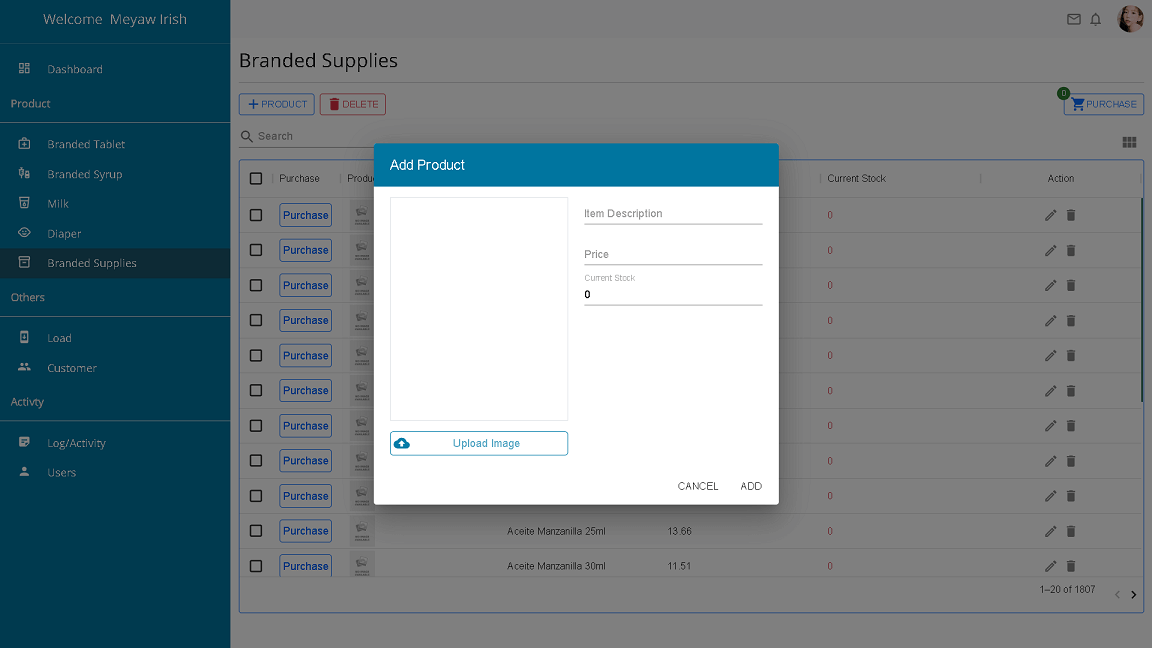 Welcome Meyaw Irish
Dashboard
Product
Branded Tablet
Branded Syrup
Milk
Diaper
Branded Supplies
Others
Load
Customer
Activty
Log/Activity
Users
Branded Supplies
PRODUCT
DELETE
0
PURCHASE
Search
Purchase
Current Stock
Action
Purchase 0
Purchase 0
Purchase 0
Purchase 0
Purchase 0
Purchase 0
Purchase 0
Purchase 0
Purchase 0
Purchase Aceite Manzanilla 25ml 13.66 0
Purchase Aceite Manzanilla 30ml 11.51 0
1–20 of 1807
Add Product
Item Description
Price
Current Stock
0
Upload Image
CANCEL ADD